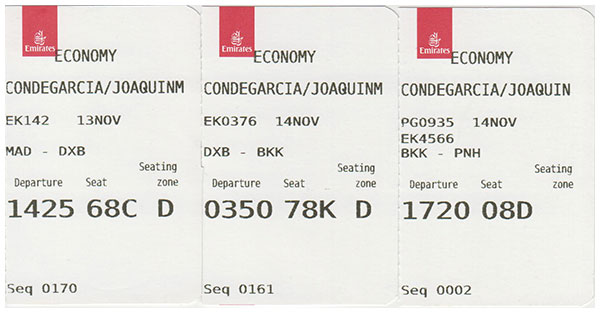 Emirates
ECONOMY
CONDEGARCIA/JOAQUINM
EK142 13NOV
MAD - DXB
Departure Seat Seating zone
1425 68C D
Seq 0170
Emirates
ECONOMY
CONDEGARCIA/JOAQUINM
EK0376 14NOV
DXB - BKK
Departure Seat Seating zone
0350 78K D
Seq 0161
Emirates
ECONOMY
CONDEGARCIA/JOAQUIN
PG0935 14NOV
EK4566
BKK - PNH
Departure Seat Seating zone
1720 08D
Seq 0002